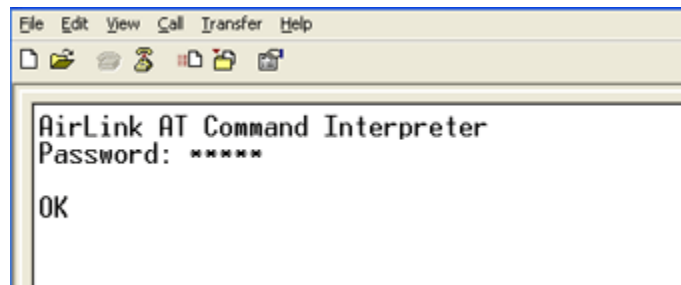 File Edit View Call Transfer Help
AirLink AT Command Interpreter
Password: *****
OK